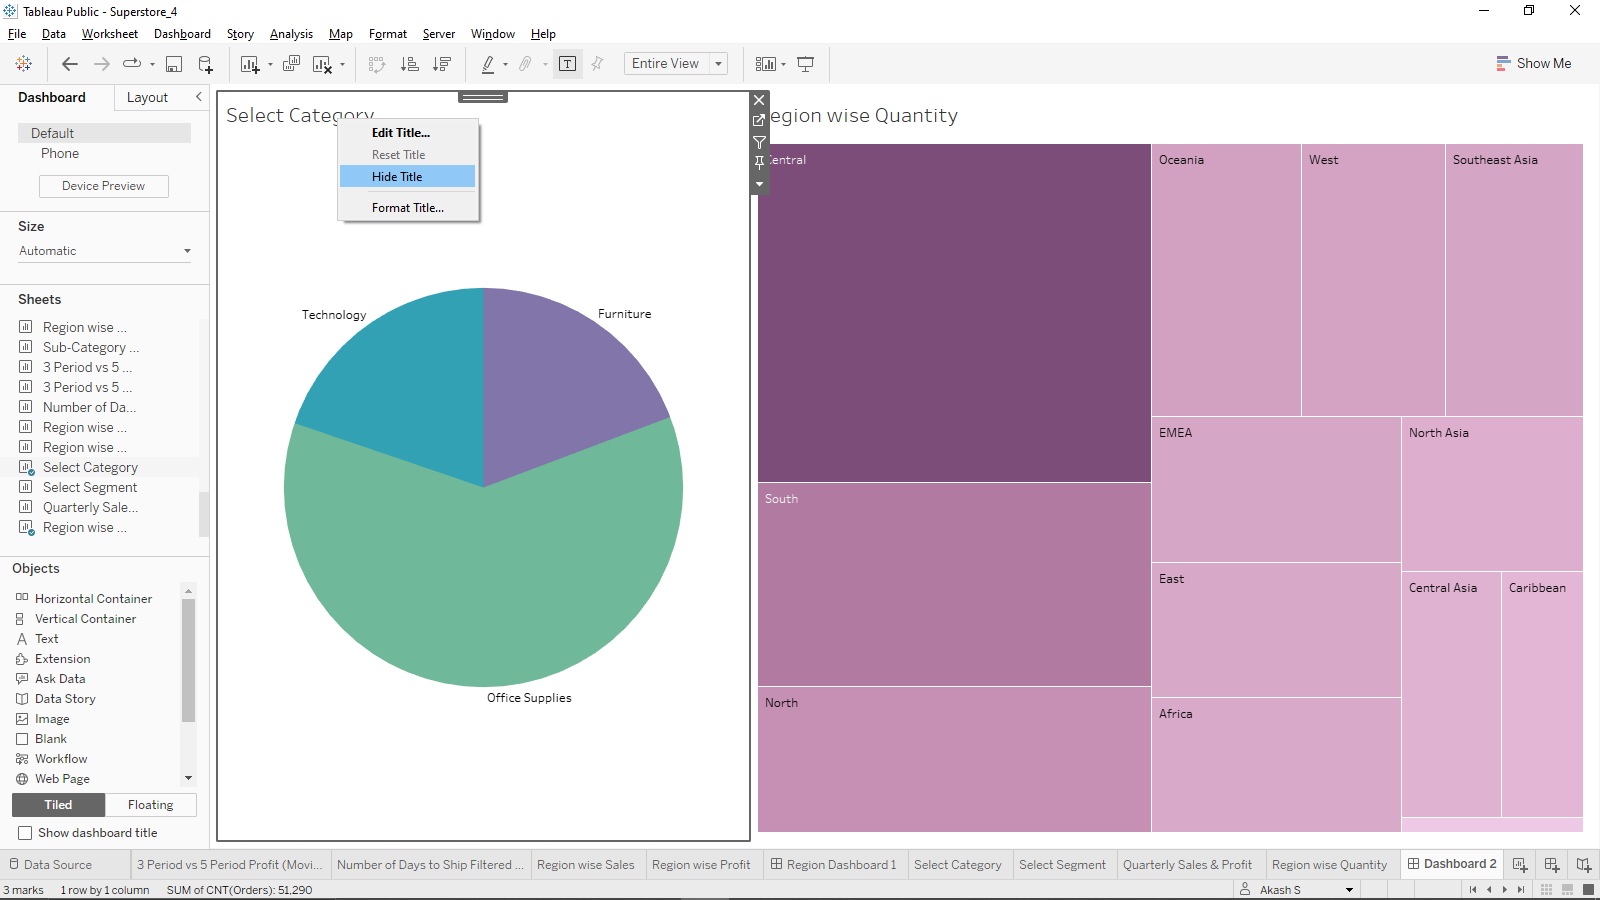 Tableau Public - Superstore_4
File Data Worksheet Dashboard Story Analysis Map Format Server Window Help
Entire View
Show Me
Dashboard
Layout
Default
Phone
Device Preview
Size
Automatic
Sheets
Region wise ...
Sub-Category ...
3 Period vs 5 ...
3 Period vs 5 ...
Number of Da...
Region wise ...
Region wise ...
Select Category
Select Segment
Quarterly Sale...
Region wise ...
Objects
Horizontal Container
Vertical Container
Text
Extension
Ask Data
Data Story
Image
Blank
Workflow
Web Page
Tiled
Floating
Show dashboard title
Select Category
Edit Title...
Reset Title
Hide Title
Format Title...
Technology
Furniture
Office Supplies
egion wise Quantity
Central
South
North
Oceania
West
Southeast Asia
EMEA
North Asia
East
Central Asia
Caribbean
Africa
Data Source
3 Period vs 5 Period Profit (Movi...
Number of Days to Ship Filtered ...
Region wise Sales
Region wise Profit
Region Dashboard 1
Select Category
Select Segment
Quarterly Sales & Profit
Region wise Quantity
Dashboard 2
3 marks
1 row by 1 column
SUM of CNT(Orders): 51,290
Akash S